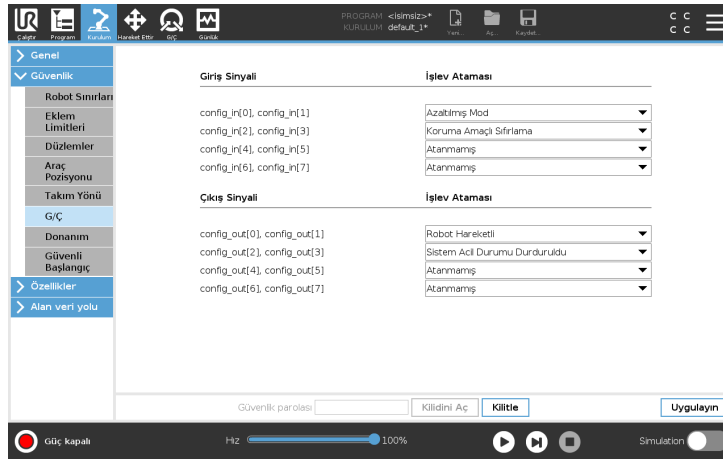 PROGRAM <isimsiz>*
KURULUM default_1*
Çalıştır Program Kurulum Hareket Ettir G/Ç Günlük Yeni... Aç... Kaydet...
C C
C C
Genel
Güvenlik
Robot Sınırları
Eklem
Limitleri
Düzlemler
Araç
Pozisyonu
Takım Yönü
G/Ç
Donanım
Güvenli
Başlangıç
Özellikler
Alan veri yolu
Giriş Sinyali İşlev Ataması
config_in[0], config_in[1] Azaltılmış Mod
config_in[2], config_in[3] Koruma Amaçlı Sıfırlama
config_in[4], config_in[5] Atanmamış
config_in[6], config_in[7] Atanmamış
Çıkış Sinyali İşlev Ataması
config_out[0], config_out[1] Robot Hareketli
config_out[2], config_out[3] Sistem Acil Durumu Durduruldu
config_out[4], config_out[5] Atanmamış
config_out[6], config_out[7] Atanmamış
Güvenlik parolası Kilidini Aç Kilitle Uygulayın
Güç kapalı Hız 100% Simulation